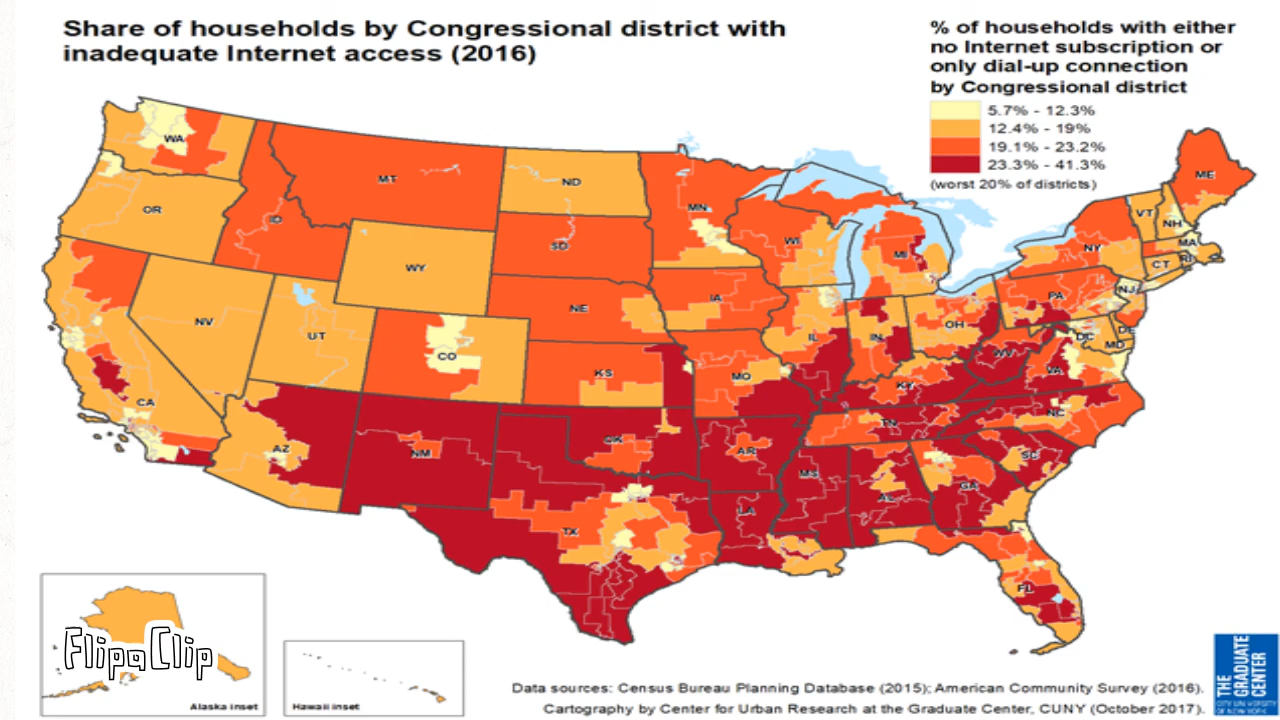 Share of households by Congressional district with
inadequate Internet access (2016)
% of households with either
no Internet subscription or
only dial-up connection
by Congressional district
5.7% - 12.3%
12.4% - 19%
19.1% - 23.2%
23.3% - 41.3%
(worst 20% of districts)
WA
MT
ND
MN
ME
OR
ID
SD
WI
MI
NY
VT
NH
MA
CT
RI
WY
IA
PA
NJ
NV
UT
NE
IL
IN
OH
DE
DC
MD
CO
KS
MO
WV
VA
KY
CA
NC
TN
AZ
NM
OK
AR
SC
MS
AL
GA
TX
LA
FL
FlipaClip
Alaska inset
Hawaii inset
Data sources: Census Bureau Planning Database (2015); American Community Survey (2016).
Cartography by Center for Urban Research at the Graduate Center, CUNY (October 2017).
THE
GRADUATE
CENTER
CITY UNIVERSITY
OF NEW YORK